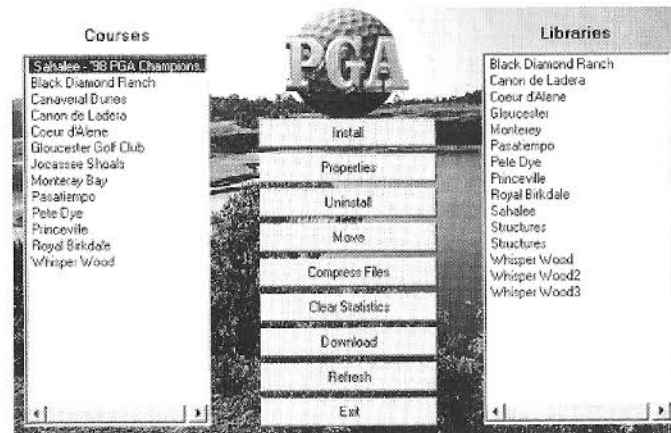 Courses
Sahalee - '98 PGA Champions.
Black Diamond Ranch
Canaveral Dunes
Canon de Ladera
Coeur d'Alene
Gloucester Golf Club
Jocassee Shoals
Monterey Bay
Pasatiempo
Pete Dye
Princeville
Royal Birkdale
Whisper Wood
PGA
Install
Properties
Uninstall
Move
Compress Files
Clear Statistics
Download
Refresh
Exit
Libraries
Black Diamond Ranch
Canon de Ladera
Coeur d'Alene
Gloucester
Monterey
Pasatiempo
Pete Dye
Princeville
Royal Birkdale
Sahalee
Structures
Structures
Whisper Wood
Whisper Wood2
Whisper Wood3